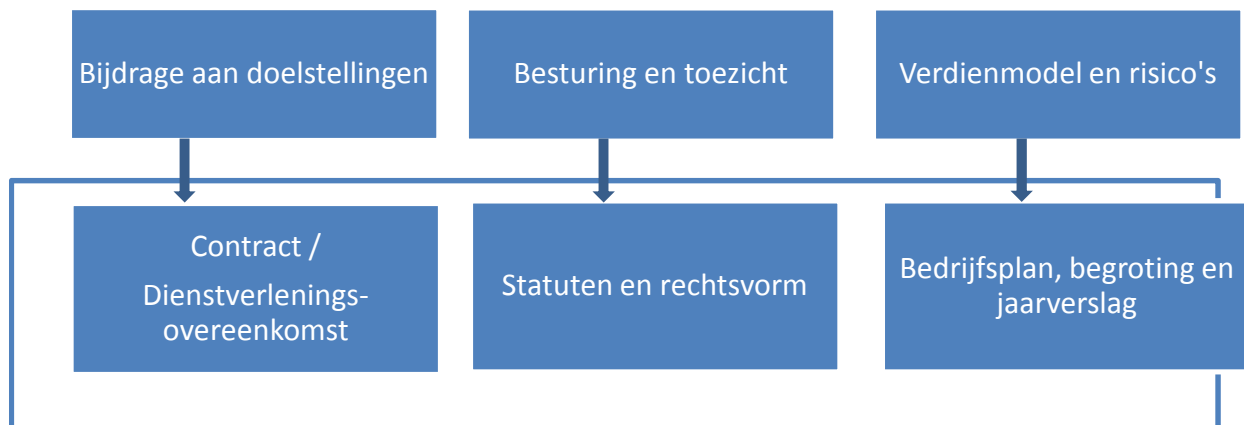 Bijdrage aan doelstellingen
Besturing en toezicht
Verdienmodel en risico's
Contract /
Dienstverlenings-
overeenkomst
Statuten en rechtsvorm
Bedrijfsplan, begroting en
jaarverslag